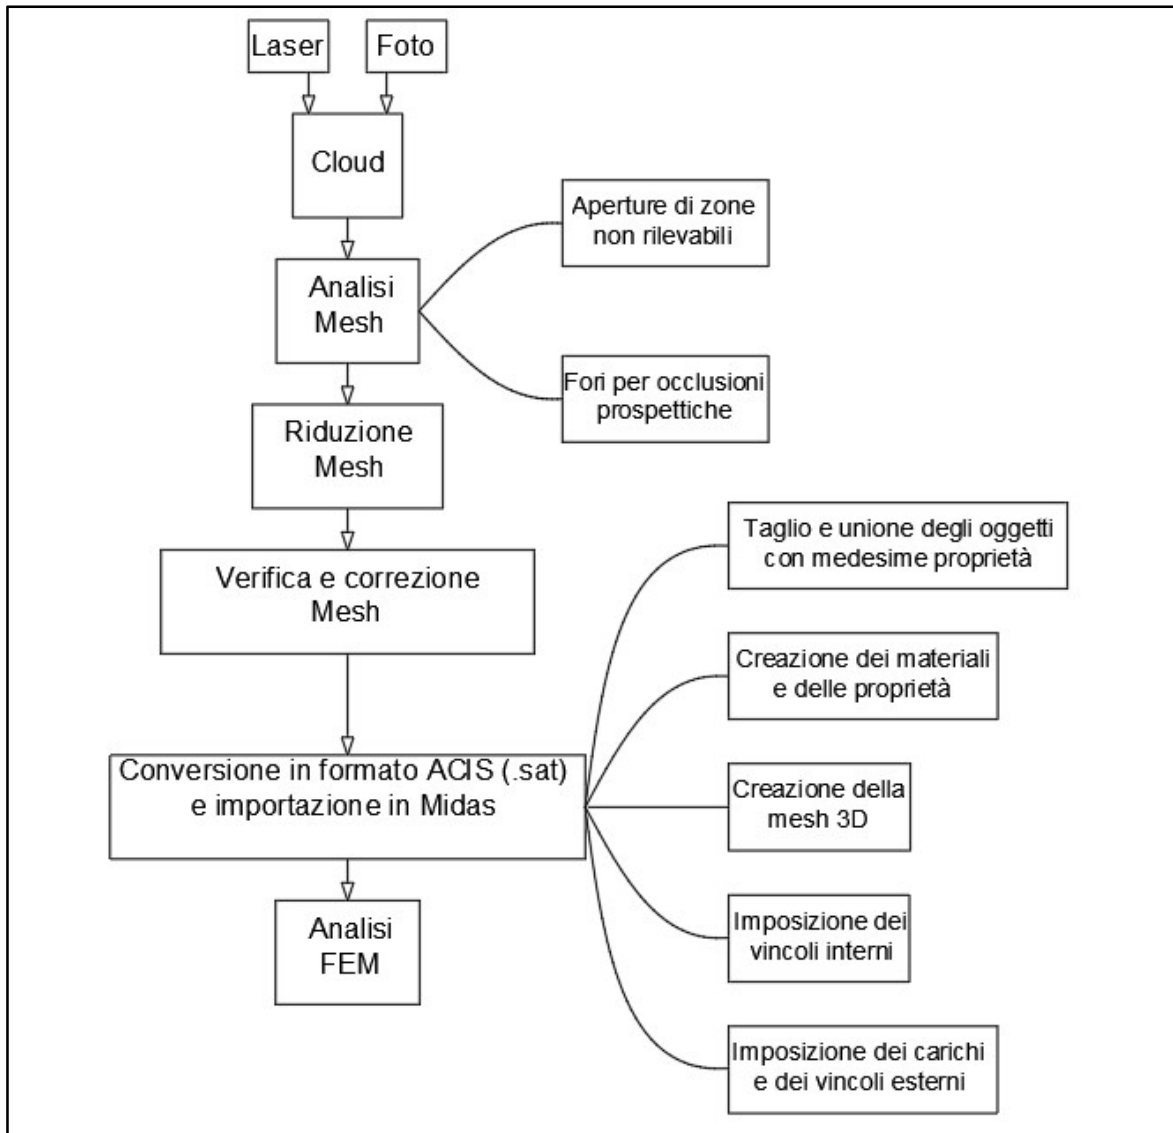 Laser
Foto
Cloud
Aperture di zone
non rilevabili
Analisi
Mesh
Fori per occlusioni
prospettiche
Riduzione
Mesh
Taglio e unione degli oggetti
con medesime proprietà
Verifica e correzione
Mesh
Creazione dei materiali
e delle proprietà
Conversione in formato ACIS (.sat)
e importazione in Midas
Creazione della
mesh 3D
Analisi
FEM
Imposizione dei
vincoli interni
Imposizione dei carichi
e dei vincoli esterni